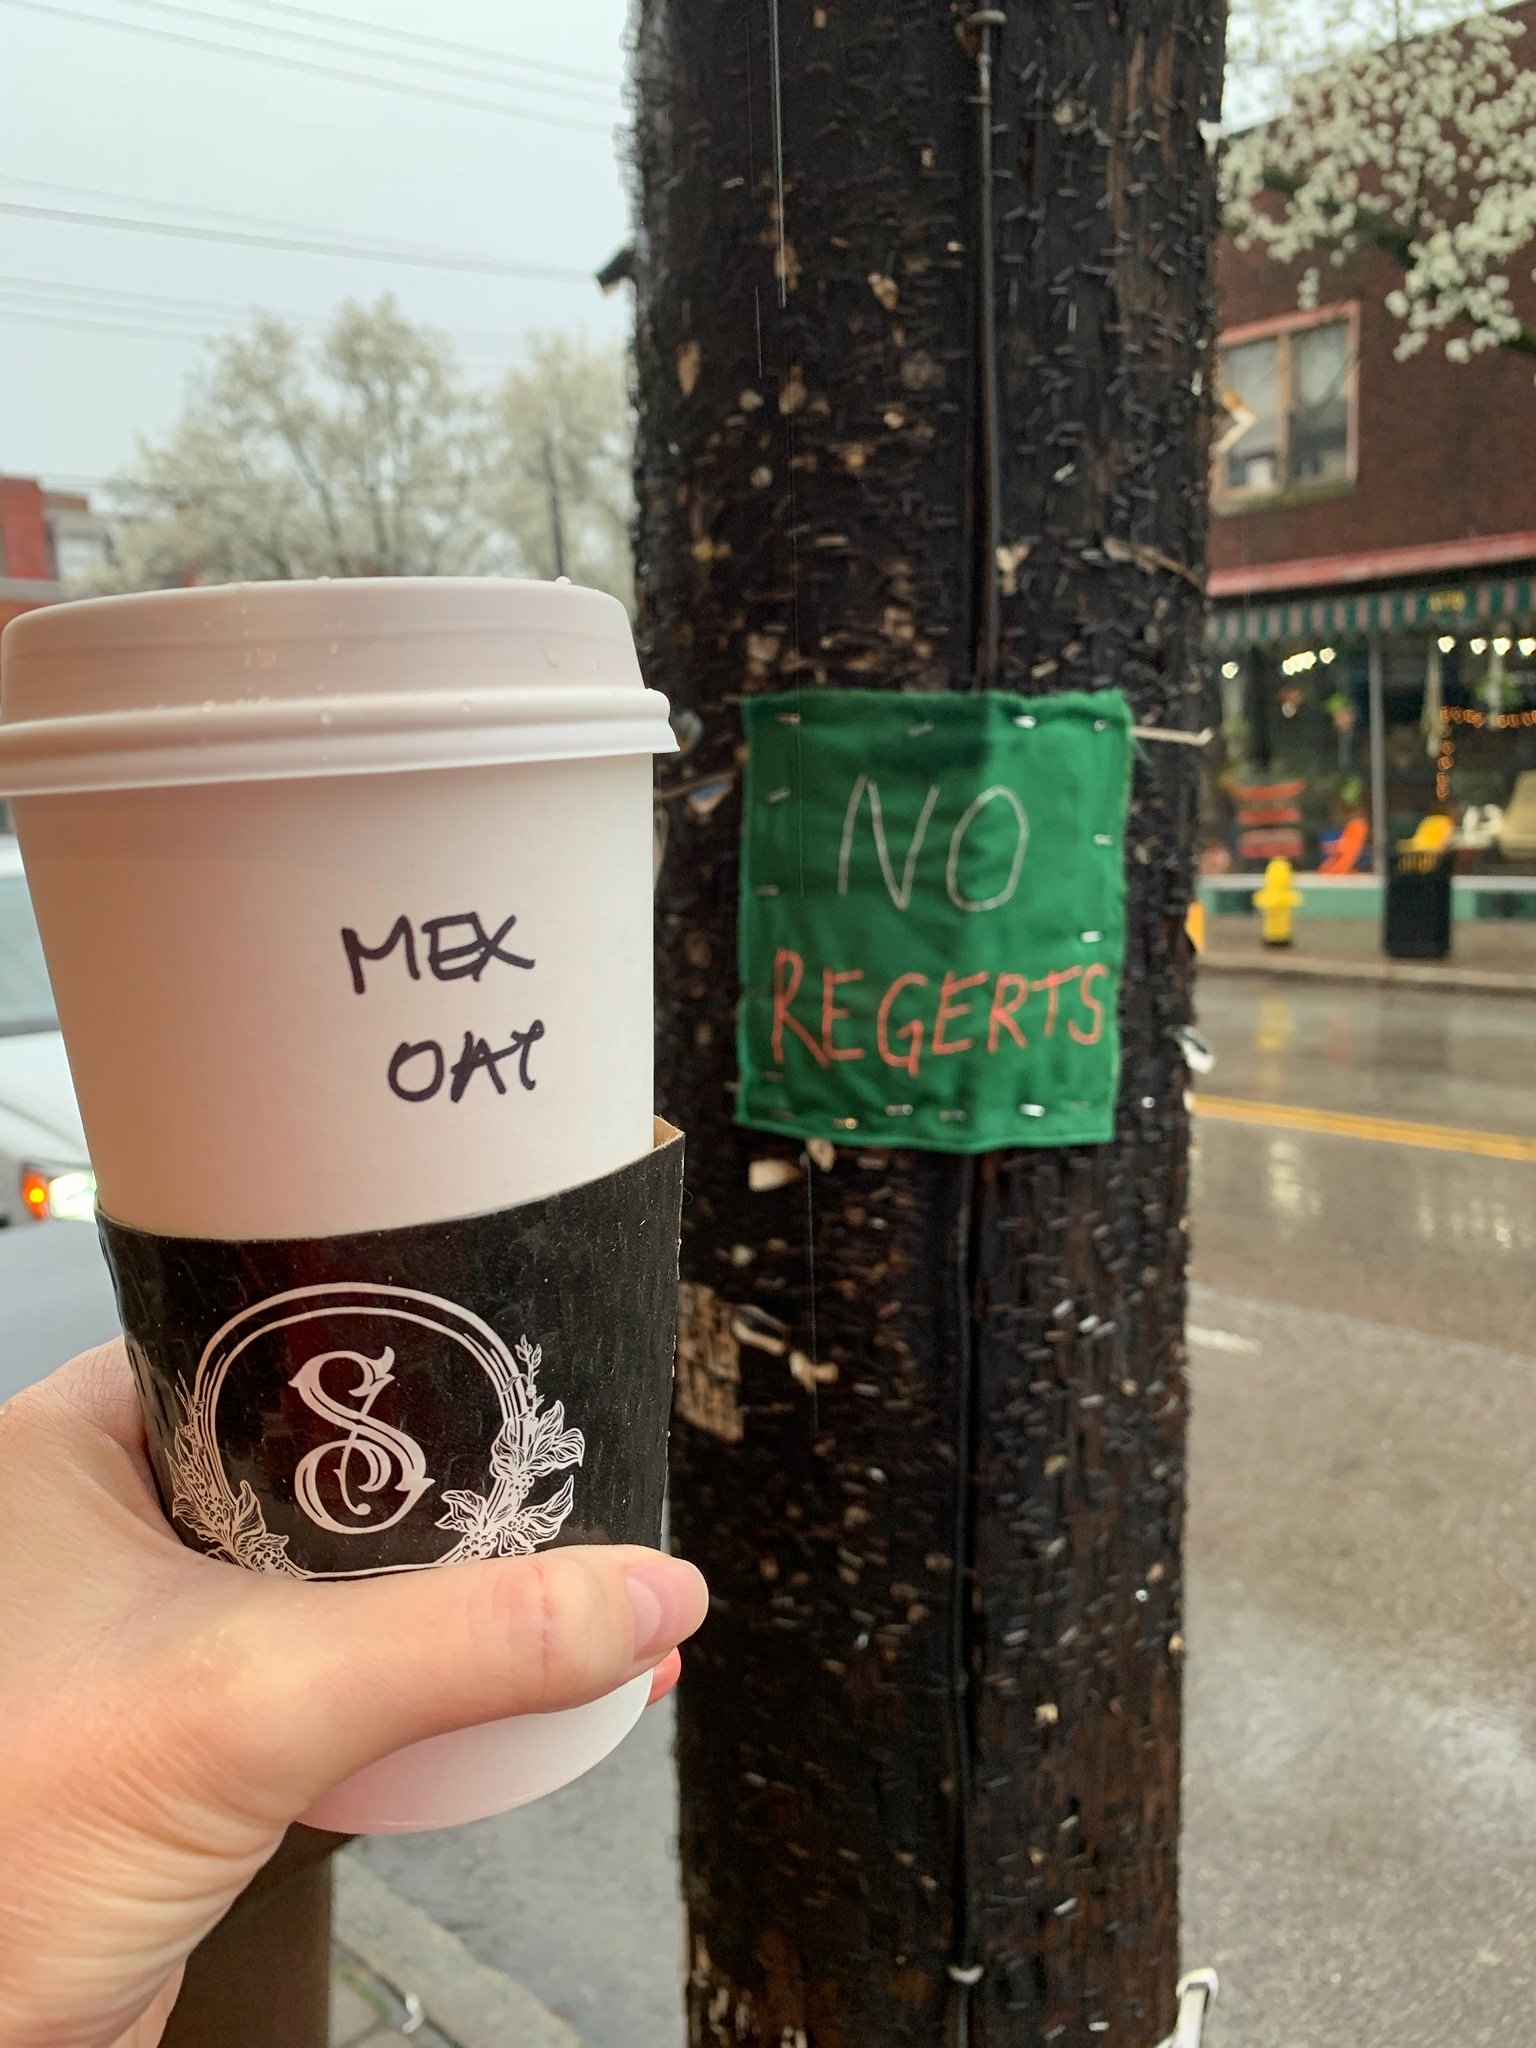 MEX
OAT
S
NO
REGERTS